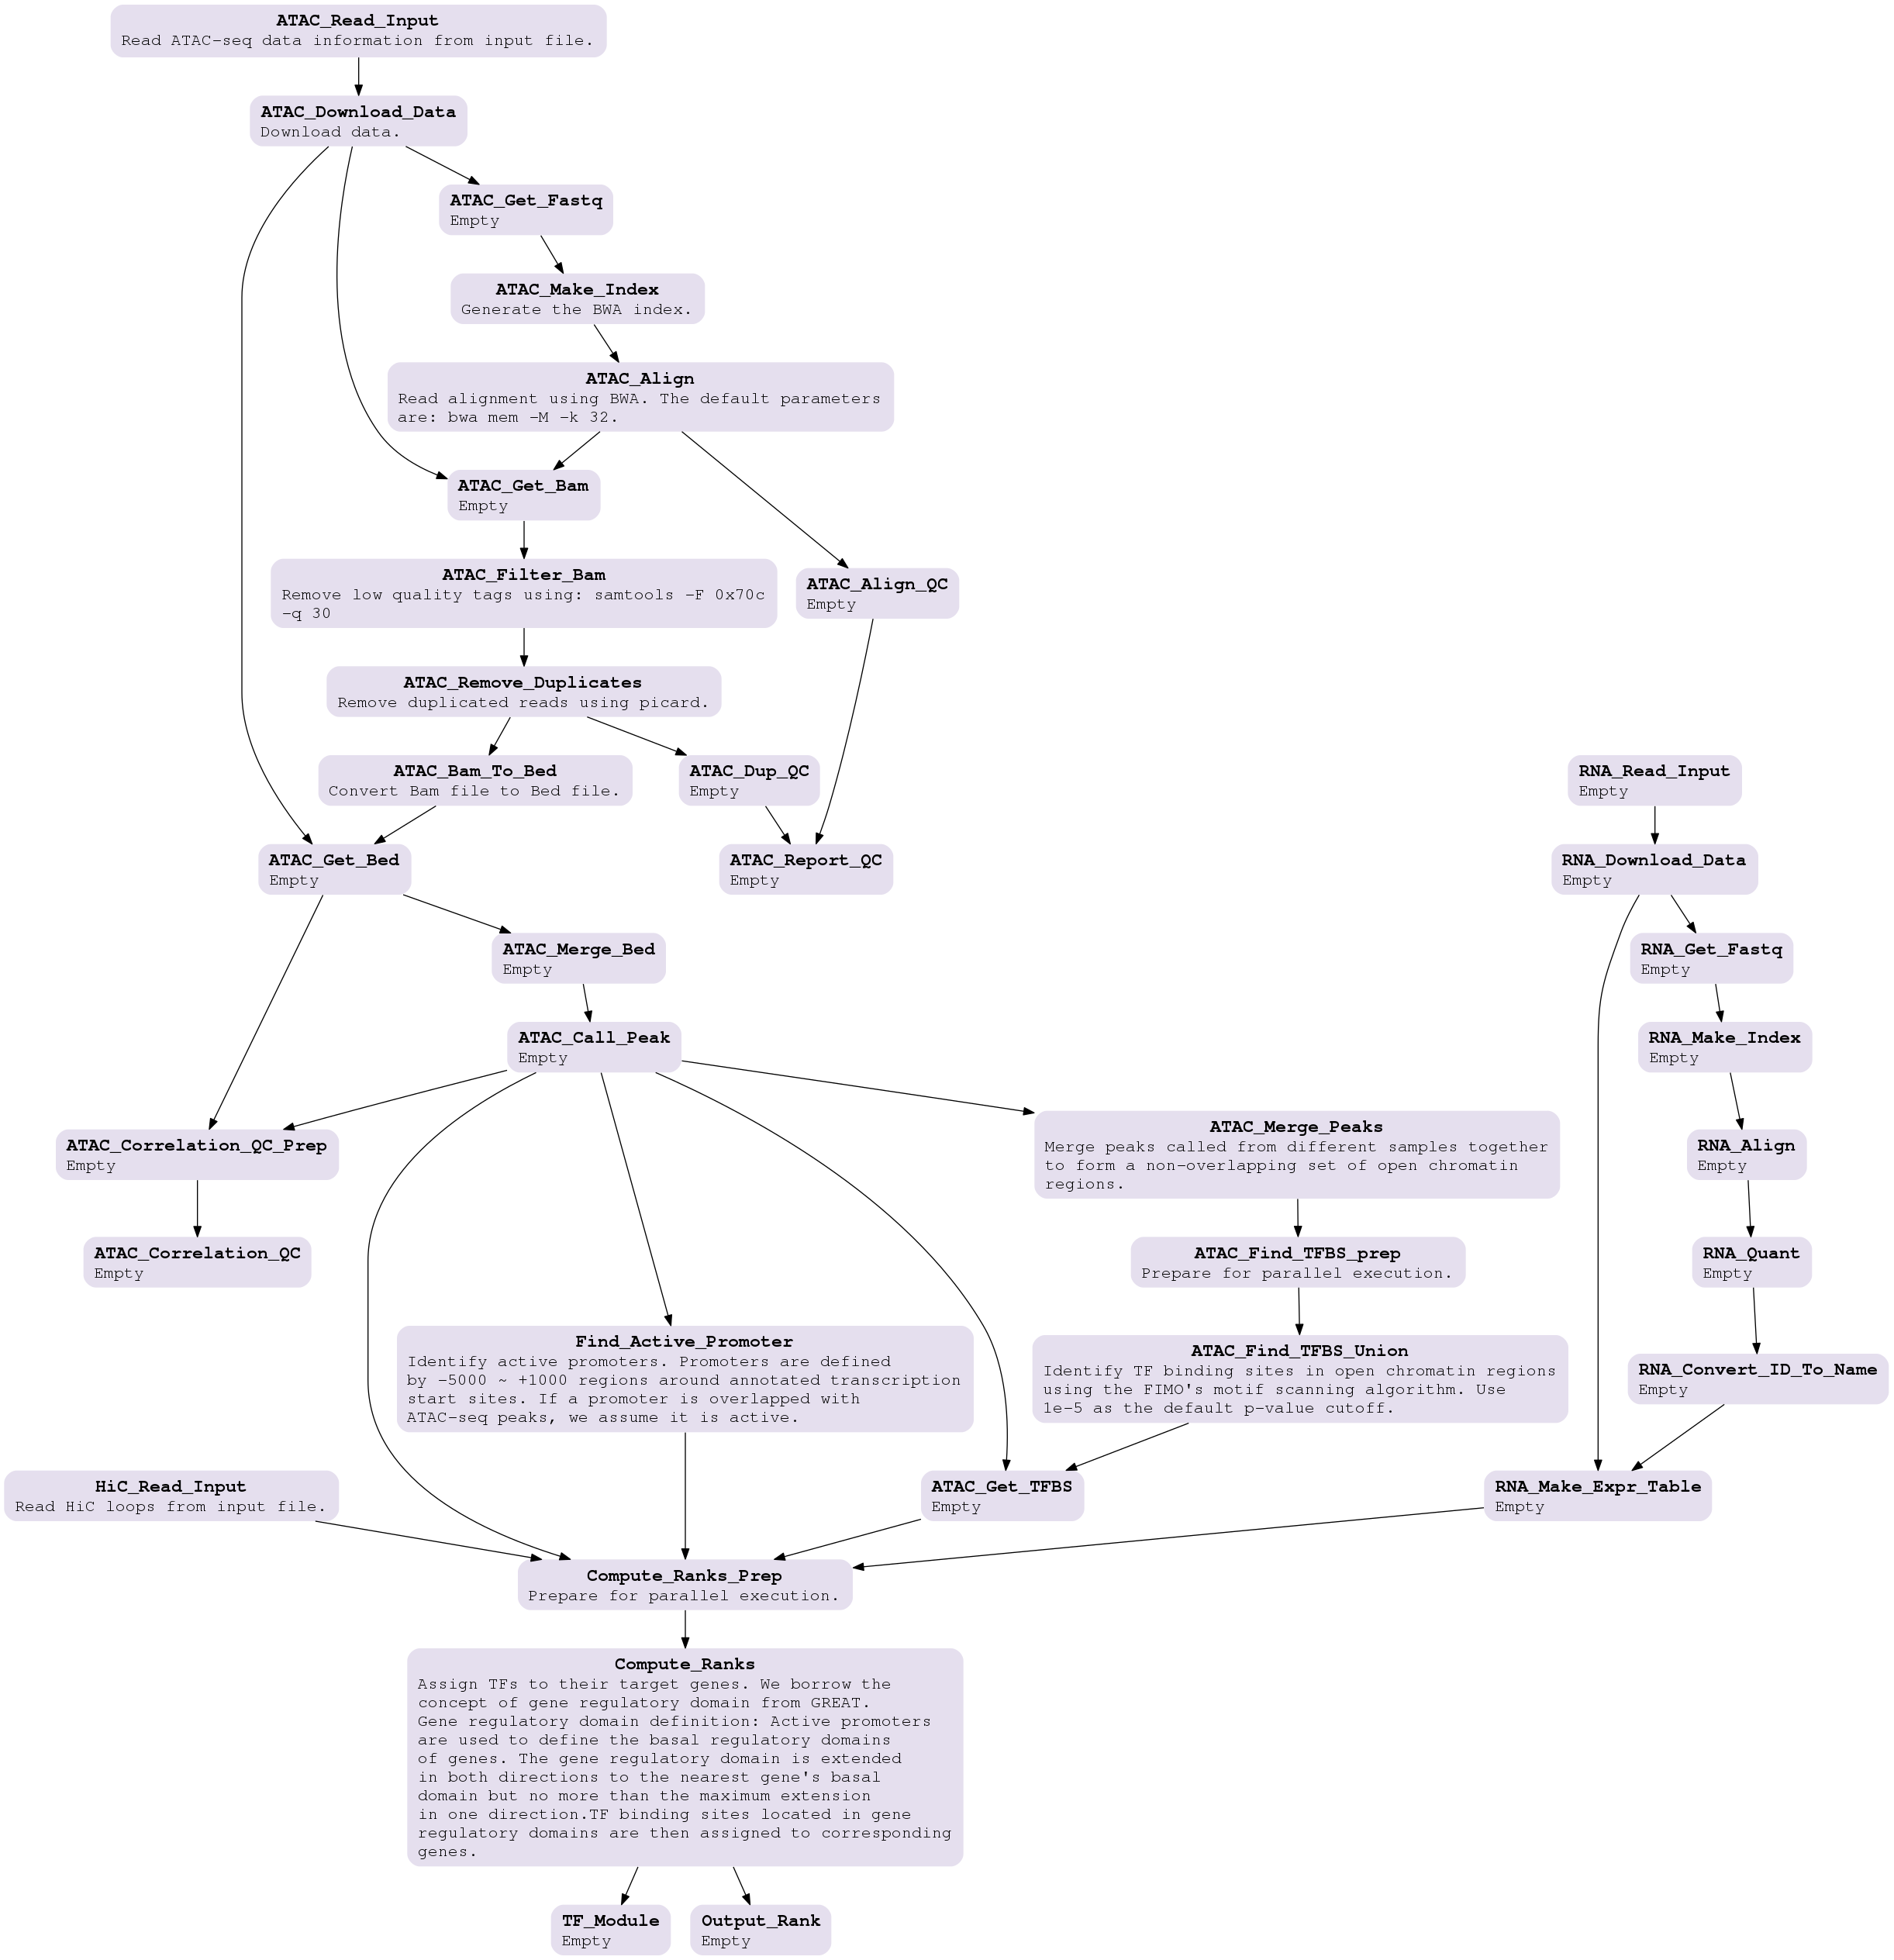 ATAC_Read_Input
Read ATAC-seq data information from input file.
ATAC_Download_Data
Download data.
ATAC_Get_Fastq
Empty
ATAC_Make_Index
Generate the BWA index.
ATAC_Align
Read alignment using BWA. The default parameters
are: bwa mem -M -k 32.
ATAC_Get_Bam
Empty
ATAC_Filter_Bam
Remove low quality tags using: samtools -F 0x70c
-q 30
ATAC_Align_QC
Empty
ATAC_Remove_Duplicates
Remove duplicated reads using picard.
ATAC_Bam_To_Bed
Convert Bam file to Bed file.
ATAC_Dup_QC
Empty
RNA_Read_Input
Empty
ATAC_Get_Bed
Empty
ATAC_Report_QC
Empty
RNA_Download_Data
Empty
ATAC_Merge_Bed
Empty
RNA_Get_Fastq
Empty
ATAC_Call_Peak
Empty
RNA_Make_Index
Empty
ATAC_Correlation_QC_Prep
Empty
ATAC_Merge_Peaks
Merge peaks called from different samples together
to form a non-overlapping set of open chromatin
regions.
RNA_Align
Empty
ATAC_Correlation_QC
Empty
ATAC_Find_TFBS_prep
Prepare for parallel execution.
RNA_Quant
Empty
Find_Active_Promoter
Identify active promoters. Promoters are defined
by -5000 ~ +1000 regions around annotated transcription
start sites. If a promoter is overlapped with
ATAC-seq peaks, we assume it is active.
ATAC_Find_TFBS_Union
Identify TF binding sites in open chromatin regions
using the FIMO's motif scanning algorithm. Use
1e-5 as the default p-value cutoff.
RNA_Convert_ID_To_Name
Empty
HiC_Read_Input
Read HiC loops from input file.
ATAC_Get_TFBS
Empty
RNA_Make_Expr_Table
Empty
Compute_Ranks_Prep
Prepare for parallel execution.
Compute_Ranks
Assign TFs to their target genes. We borrow the
concept of gene regulatory domain from GREAT.
Gene regulatory domain definition: Active promoters
are used to define the basal regulatory domains
of genes. The gene regulatory domain is extended
in both directions to the nearest gene's basal
domain but no more than the maximum extension
in one direction.TF binding sites located in gene
regulatory domains are then assigned to corresponding
genes.
TF_Module
Empty
Output_Rank
Empty